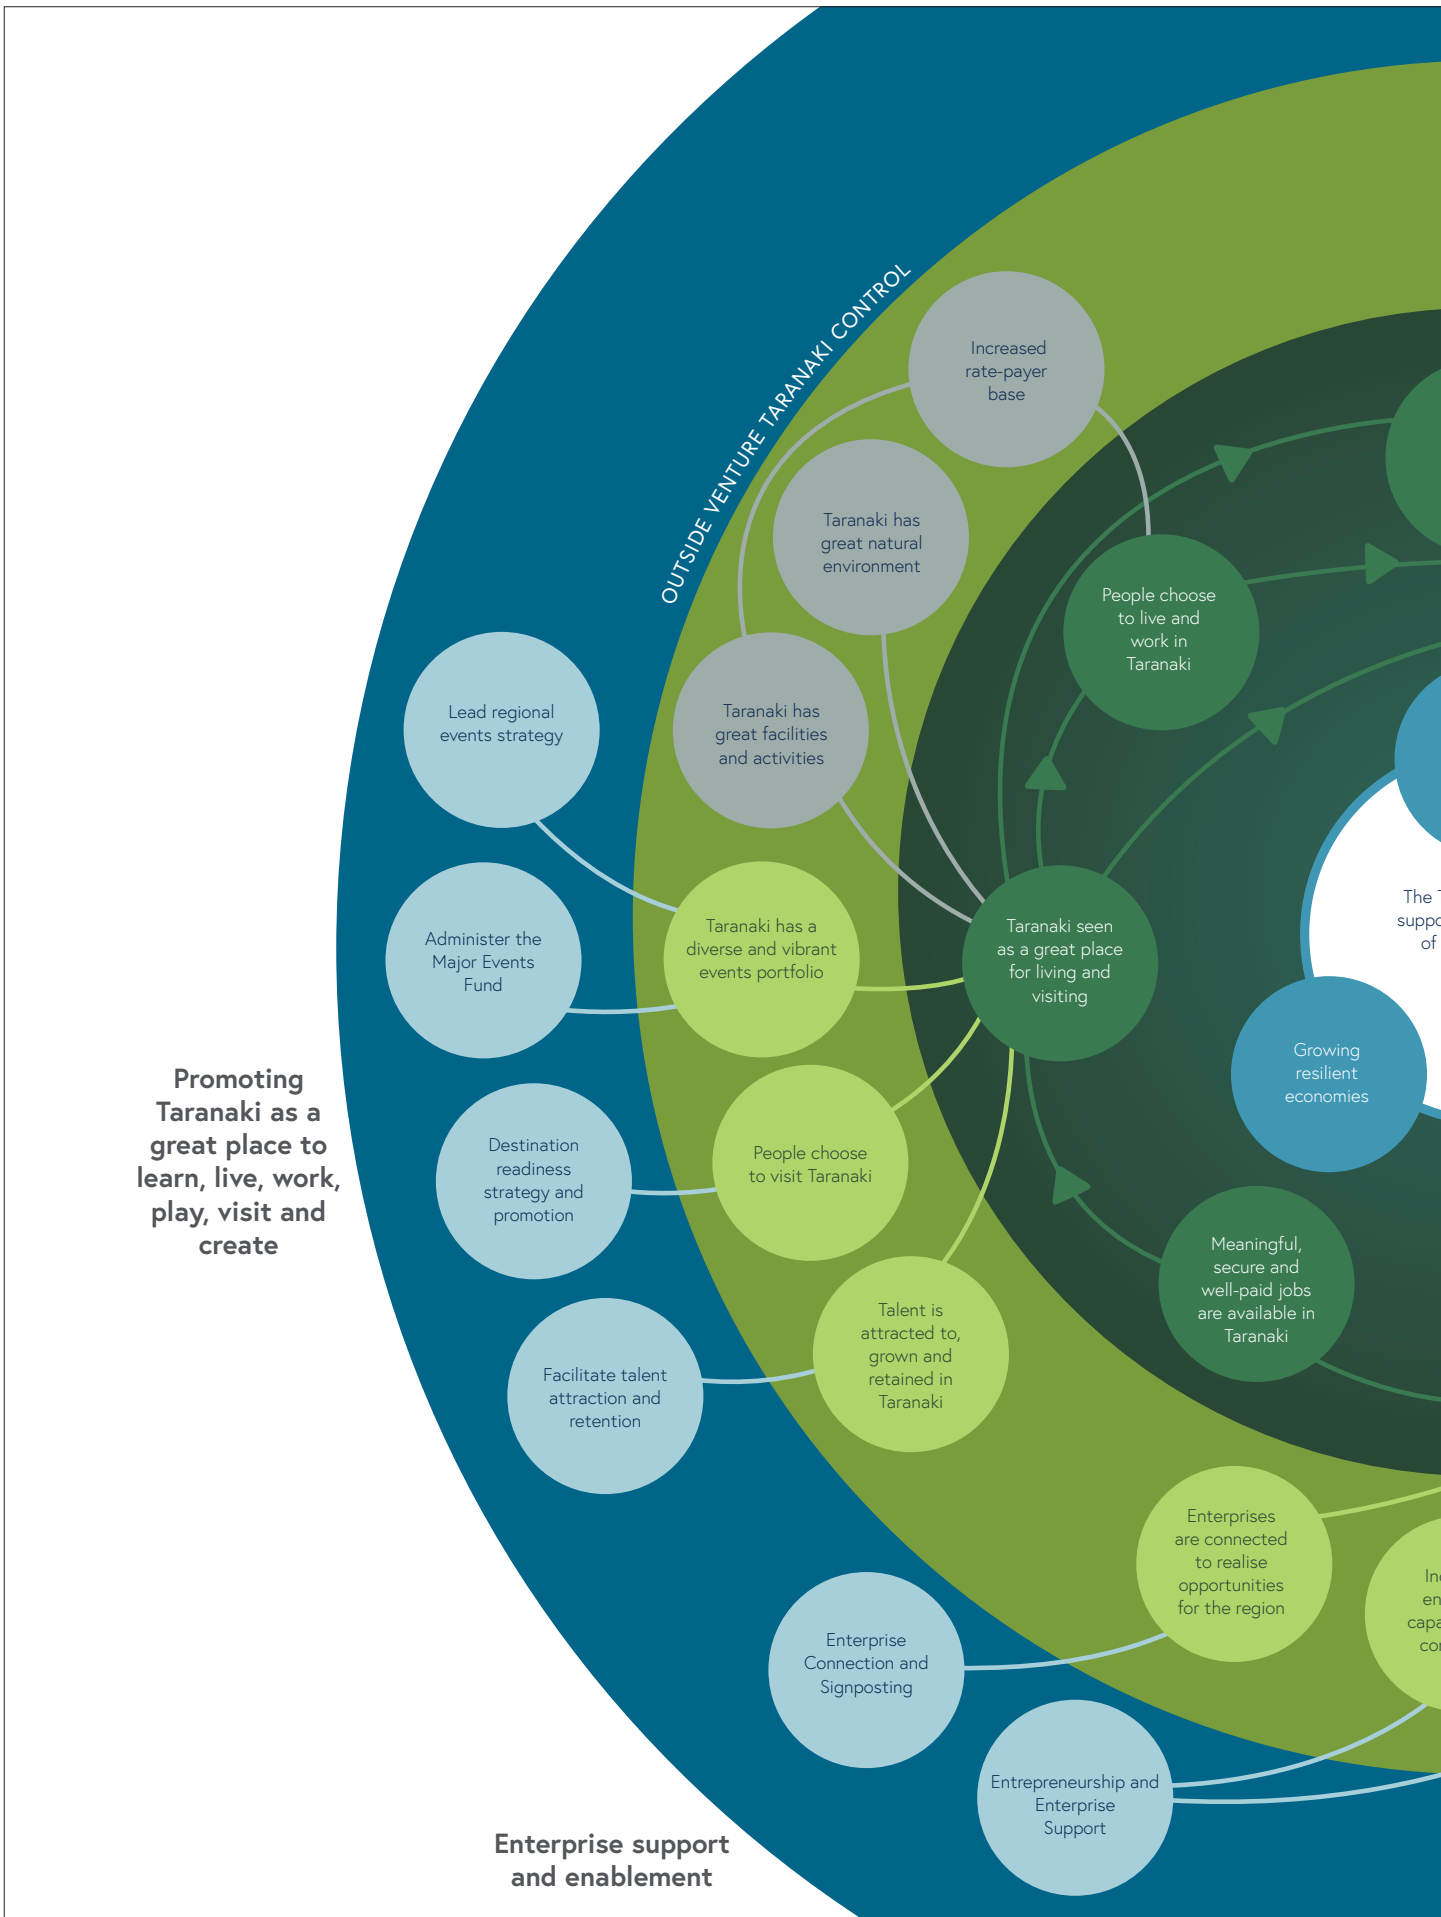 OUTSIDE VENTURE TARANAKI CONTROL
Increased
rate-payer
base
Taranaki has
great natural
environment
People choose
to live and
work in
Taranaki
Lead regional
events strategy
Taranaki has
great facilities
and activities
Administer the
Major Events
Fund
Taranaki has a
diverse and vibrant
events portfolio
Taranaki seen
as a great place
for living and
visiting
The
of
Growing
resilient
economies
Promoting
Taranaki as a
great place to
learn, live, work,
play, visit and
create
Destination
readiness
strategy and
promotion
People choose
to visit Taranaki
Meaningful,
secure and
well-paid jobs
are available in
Taranaki
Facilitate talent
attraction and
retention
Talent is
attracted to,
grown and
retained in
Taranaki
Enterprises
are connected
to realise
opportunities
for the region
Enterprise
Connection and
Signposting
Entrepreneurship and
Enterprise
Support
Enterprise support
and enablement